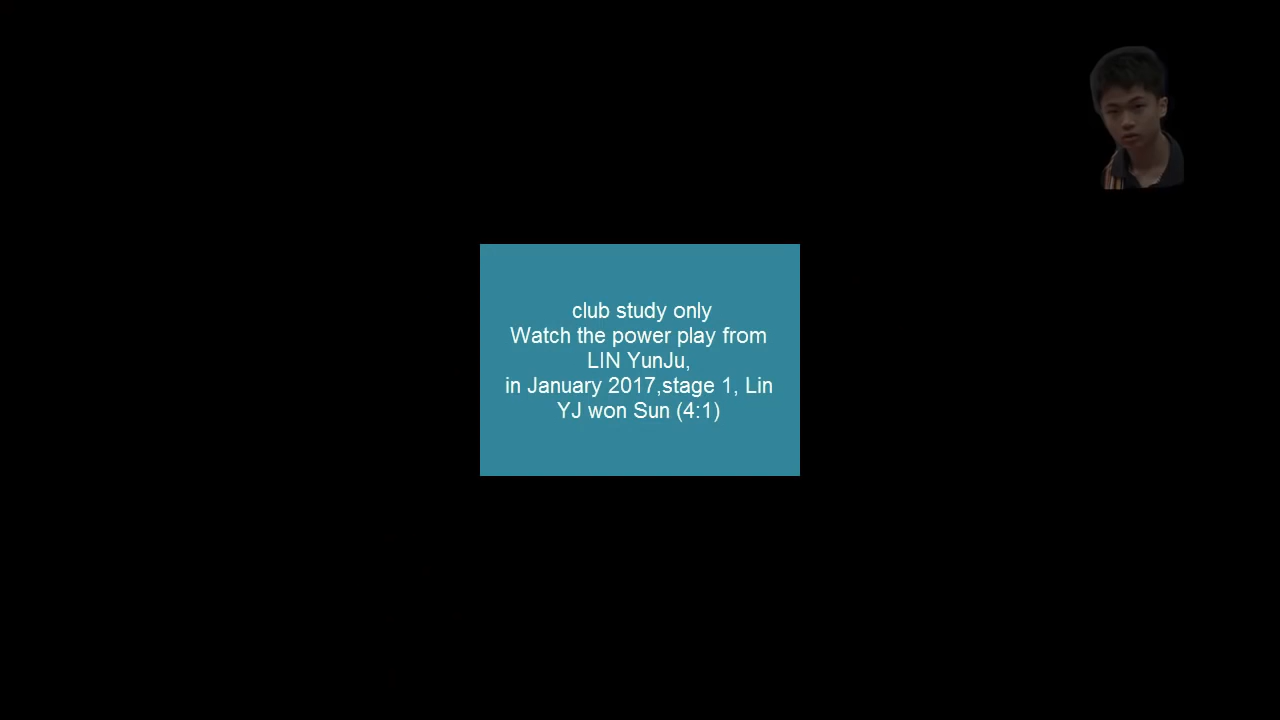 club study only
Watch the power play from
LIN YunJu,
in January 2017,stage 1, Lin
YJ won Sun (4:1)